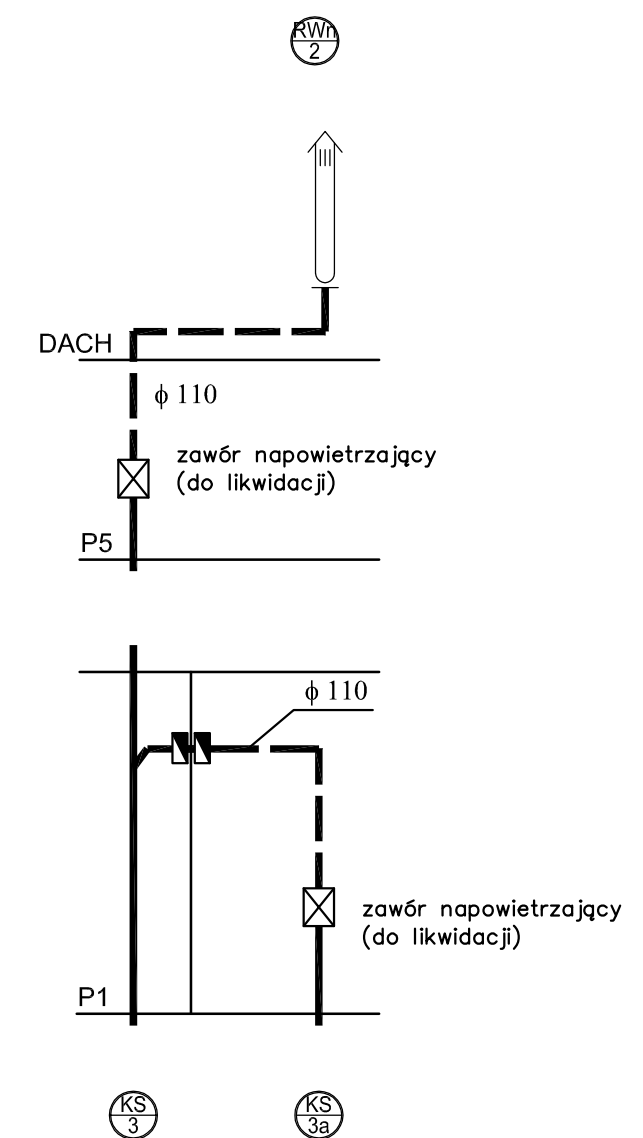 RWn
2
DACH
ϕ 110
zawór napowietrzający
(do likwidacji)
P5
ϕ 110
zawór napowietrzający
(do likwidacji)
P1
KS
3
KS
3a